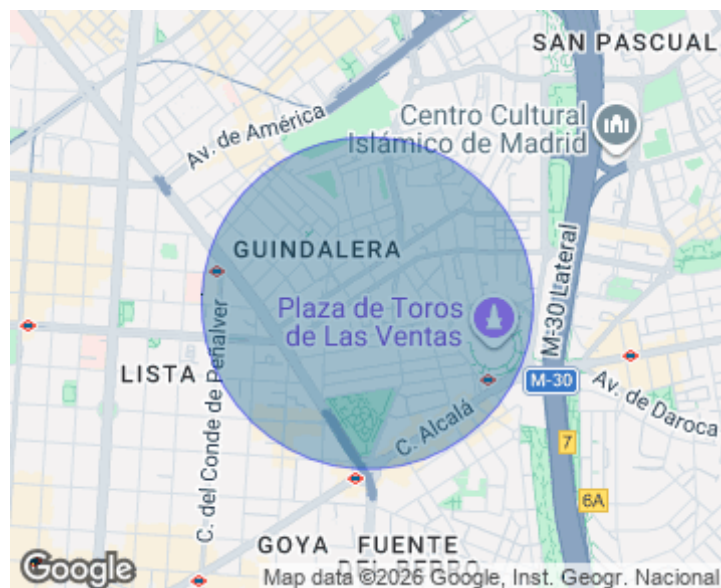 SAN PASCUAL
Centro Cultural
Islámico de Madrid
Av. de América
GUINDALERA
Plaza de Toros
de Las Ventas
M-30 Lateral
C. del Conde de Peñalver
LISTA
M-30
Av. de Daroca
C. Alcalá
7
6A
GOYA
FUENTE
DEL BERRO
Google
Map data ©2026 Google, Inst. Geogr. Nacional